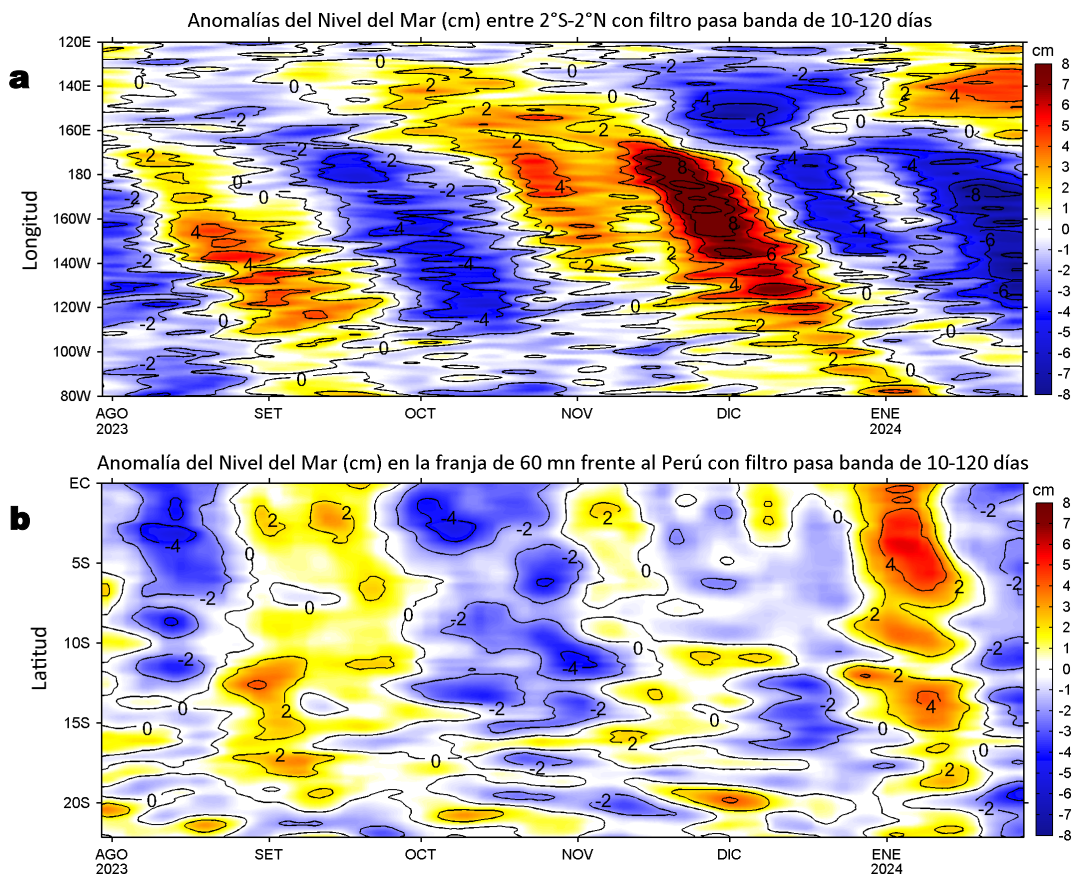 Anomalías del Nivel del Mar (cm) entre 2°S-2°N con filtro pasa banda de 10-120 días
a
Longitud
120E
140E
160E
180
160W
140W
120W
100W
80W
AGO
2023
SET
OCT
NOV
DIC
ENE
2024
cm
8
7
6
5
4
3
2
1
0
-1
-2
-3
-4
-5
-6
-7
-8
Anomalía del Nivel del Mar (cm) en la franja de 60 mn frente al Perú con filtro pasa banda de 10-120 días
b
Latitud
EC
5S
10S
15S
20S
AGO
2023
SET
OCT
NOV
DIC
ENE
2024
cm
8
7
6
5
4
3
2
1
0
-1
-2
-3
-4
-5
-6
-7
-8